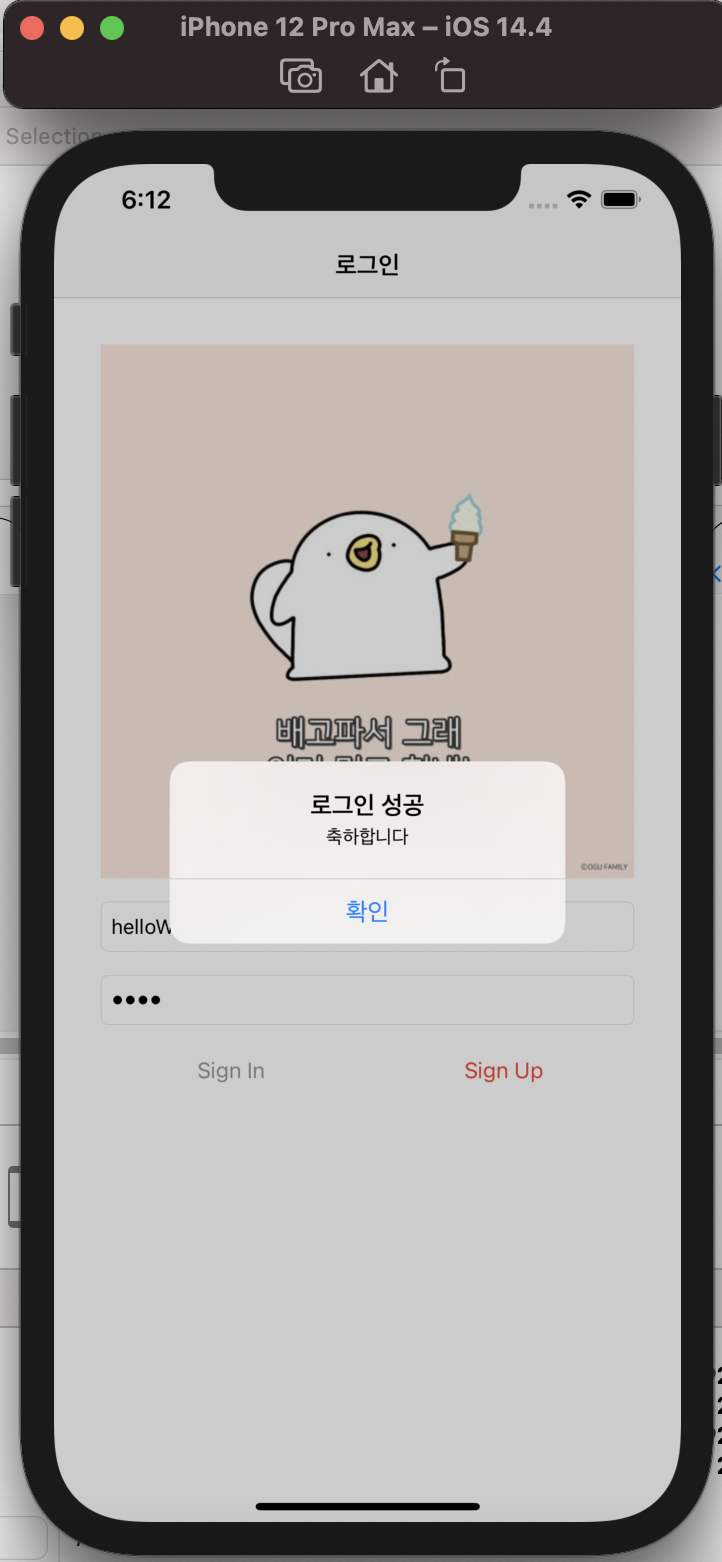 iPhone 12 Pro Max – iOS 14.4
Selection
6:12
로그인
배고파서 그래
©OGU FAMILY
로그인 성공
축하합니다
확인
helloW
••••
Sign In
Sign Up